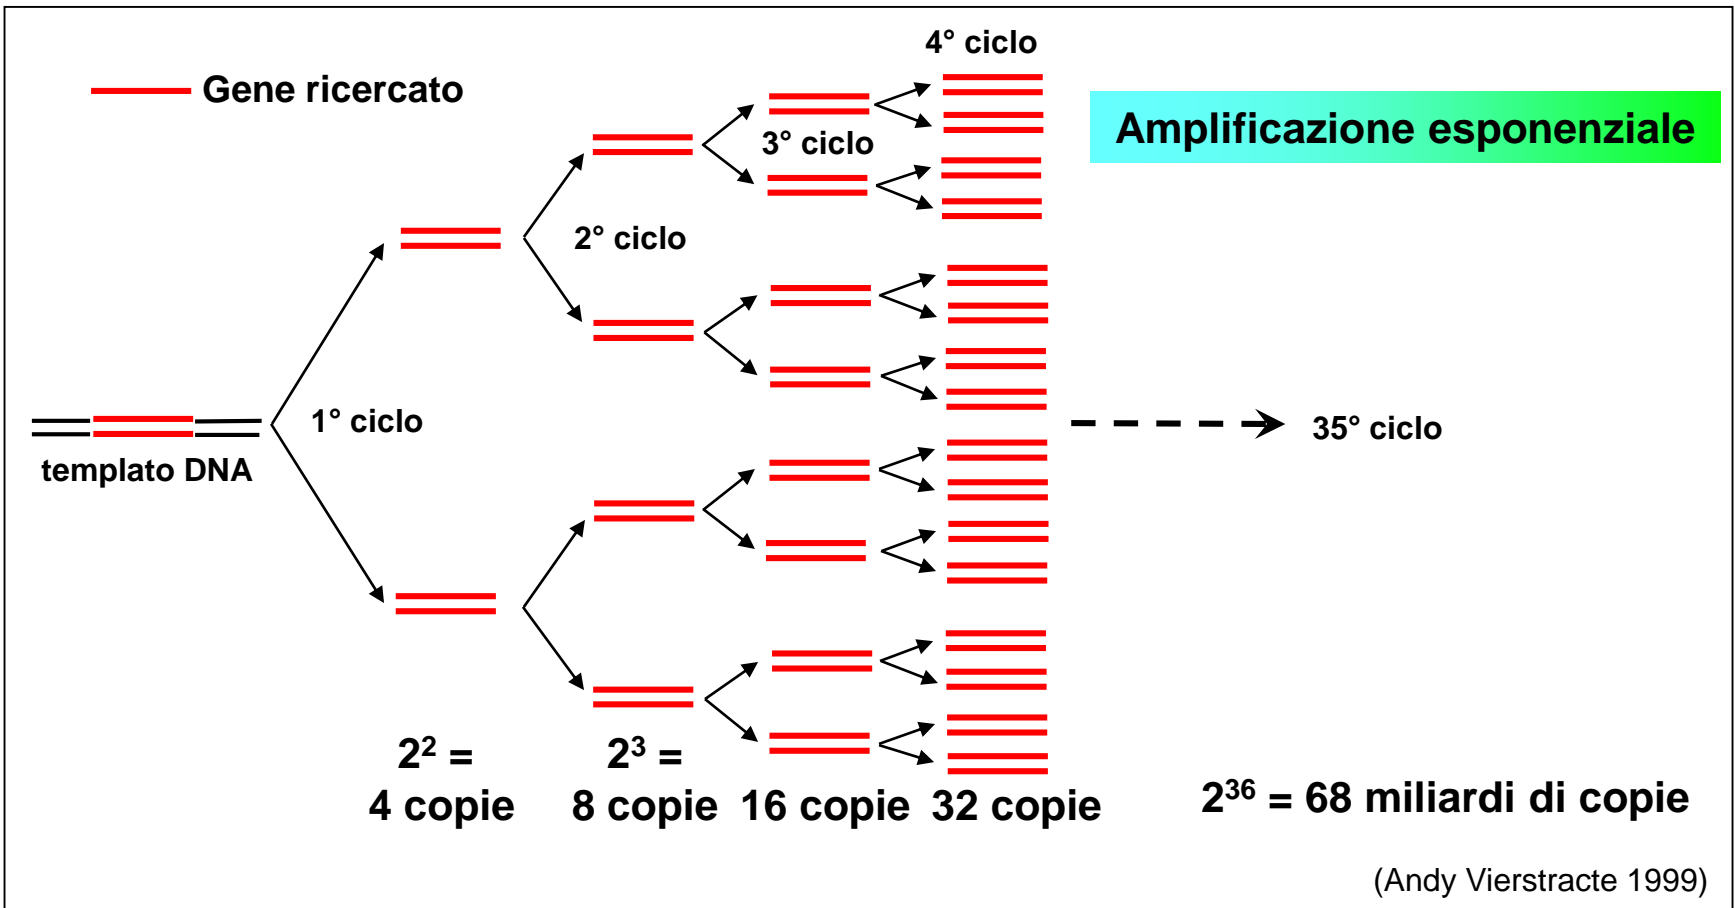 4° ciclo
Gene ricercato
Amplificazione esponenziale
3° ciclo
2° ciclo
1° ciclo
35° ciclo
templato DNA
2² =
4 copie
2³ =
8 copie
16 copie
32 copie
2³⁶ = 68 miliardi di copie
(Andy Vierstracte 1999)